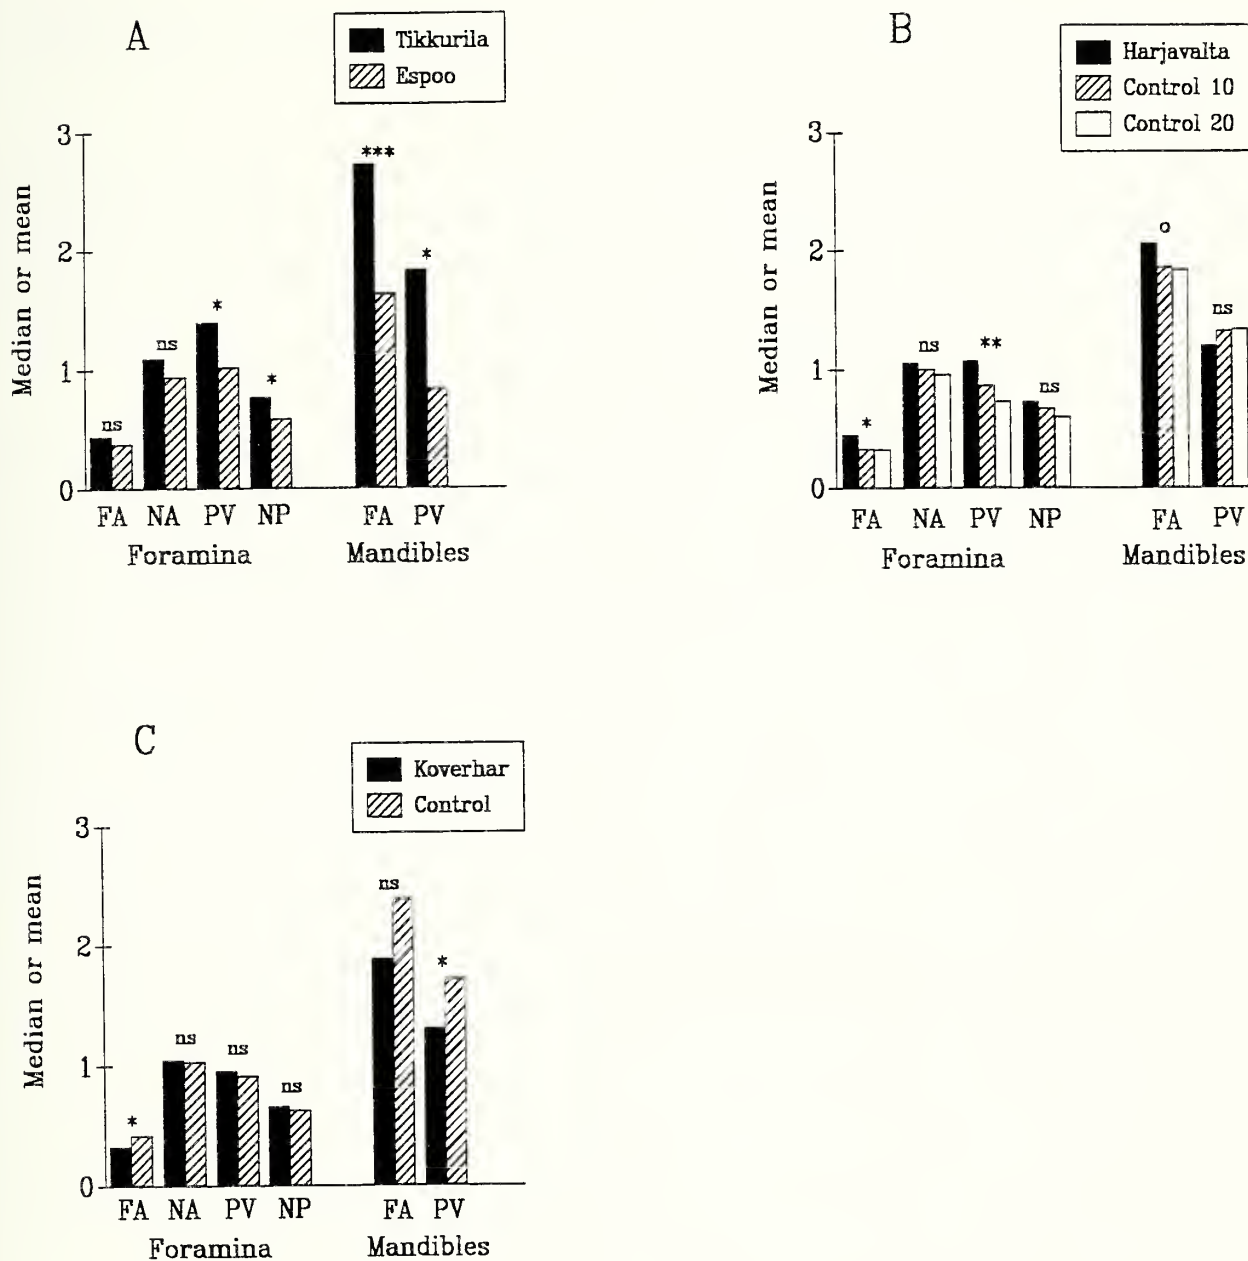 A
Tikkurila
Espoo
Median or mean
3
2
1
0
ns
ns
*
*
***
*
FA NA PV NP
FA PV
Foramina
Mandibles
B
Harjavalta
Control 10
Control 20
Median or mean
3
2
1
0
*
ns
**
ns
o
ns
FA NA PV NP
FA PV
Foramina
Mandibles
C
Koverhar
Control
Median or mean
3
2
1
0
*
ns
ns
ns
ns
*
FA NA PV NP
FA PV
Foramina
Mandibles